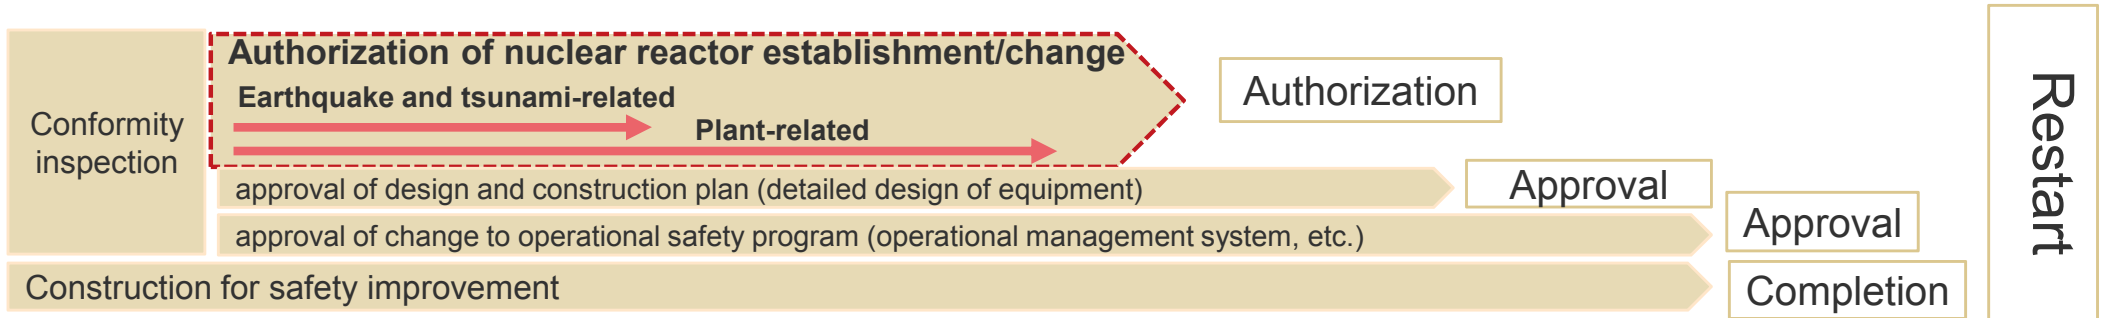 Conformity
inspection
Authorization of nuclear reactor establishment/change
Earthquake and tsunami-related
Plant-related
Authorization
approval of design and construction plan (detailed design of equipment)
Approval
approval of change to operational safety program (operational management system, etc.)
Approval
Construction for safety improvement
Completion
Restart